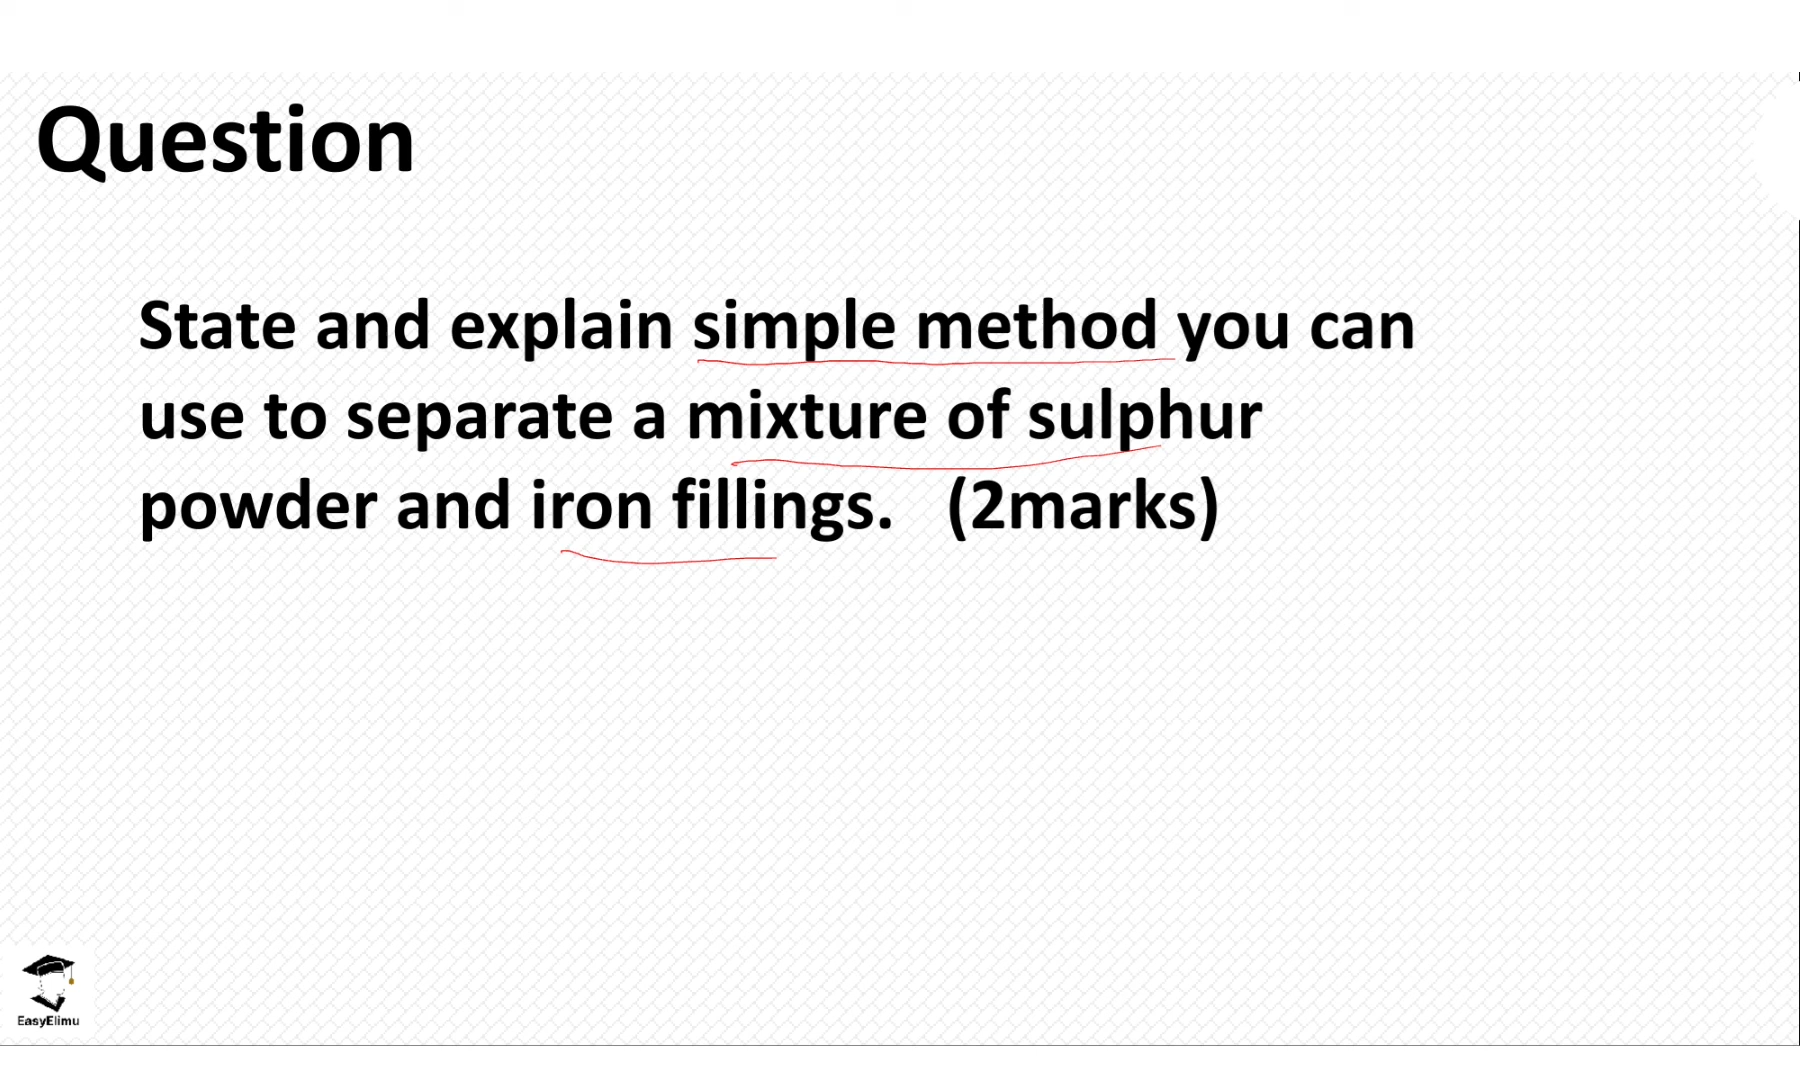 Question
State and explain simple method you can
use to separate a mixture of sulphur
powder and iron fillings. (2marks)
EasyElimu